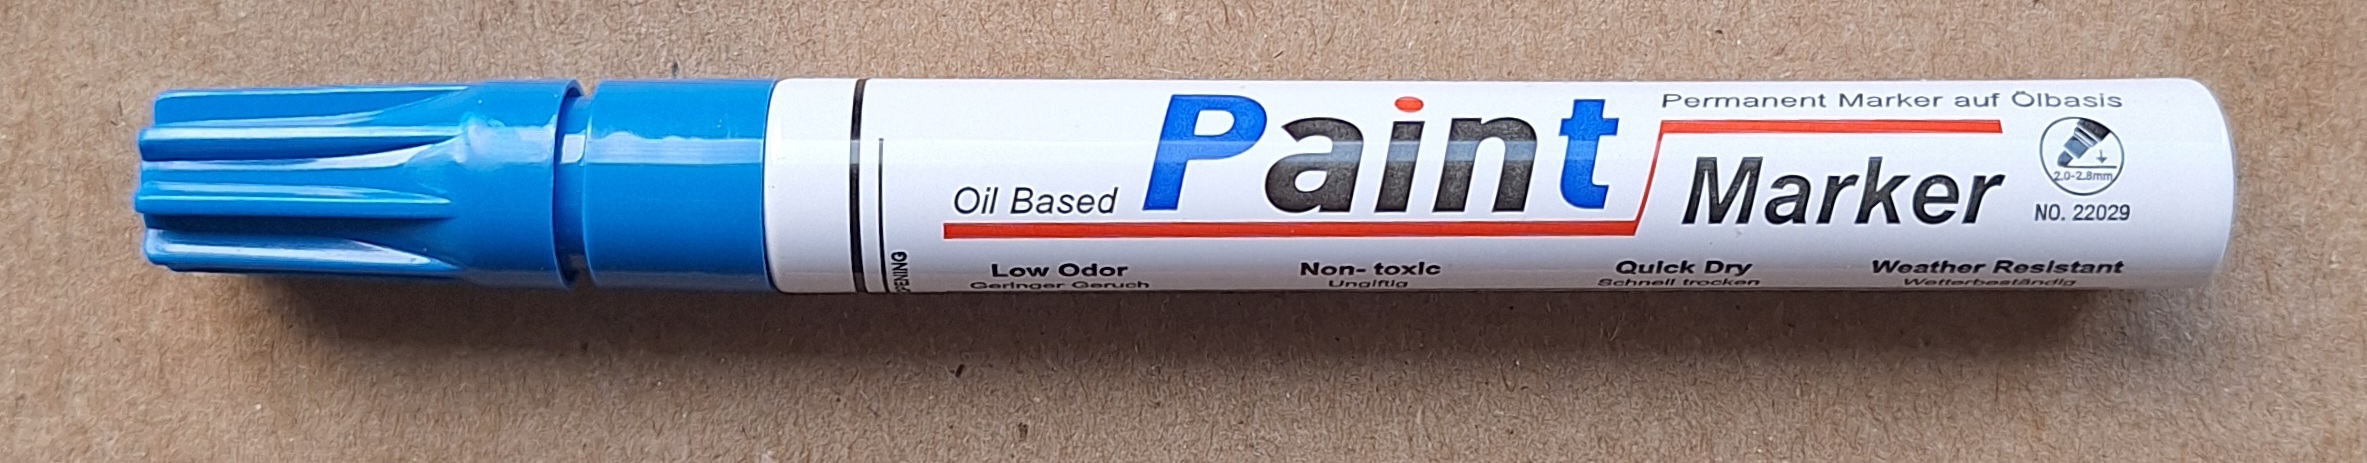 Permanent Marker auf Ölbasis
Oil Based Paint Marker
2.0-2.8mm
NO. 22029
Low Odor Non- toxic Quick Dry Weather Resistant
Geringer Geruch Ungiftig Schnell trocken Wetterbeständig